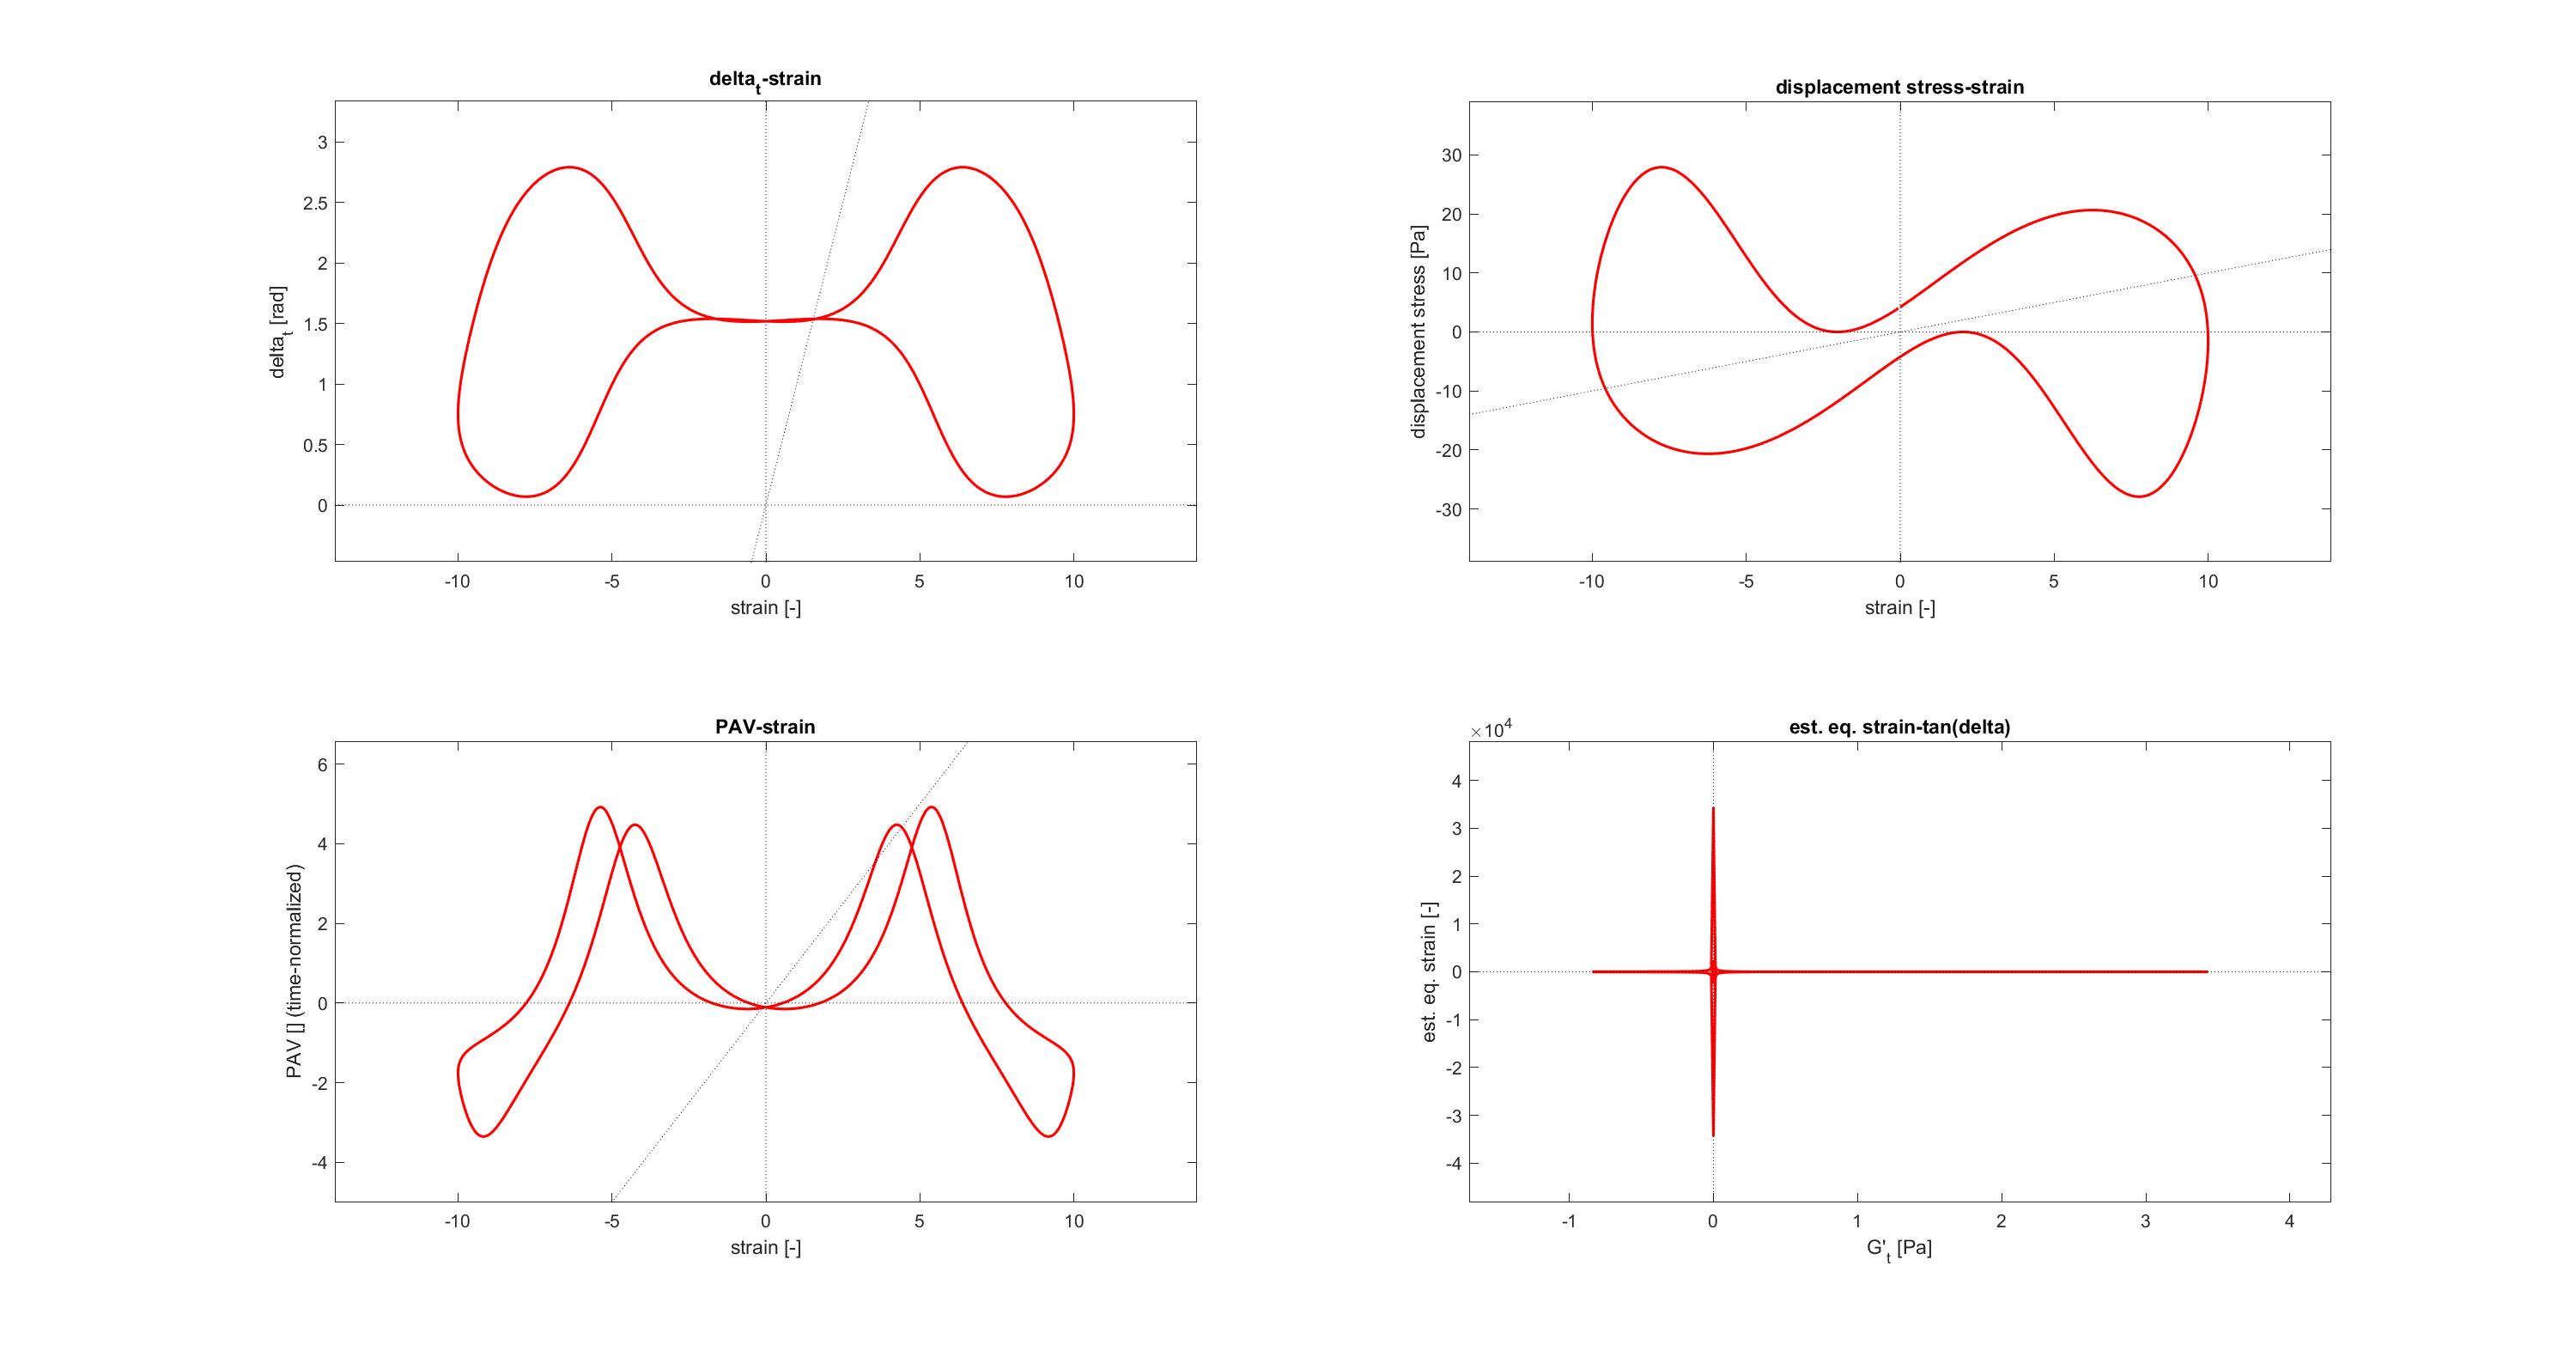 delta_t-strain
3
2.5
2
1.5
1
0.5
0
delta_t [rad]
-10 -5 0 5 10
strain [-]
displacement stress-strain
30
20
10
0
-10
-20
-30
displacement stress [Pa]
-10 -5 0 5 10
strain [-]
PAV-strain
6
4
2
0
-2
-4
PAV [] (time-normalized)
-10 -5 0 5 10
strain [-]
est. eq. strain-tan(delta)
×10^4
4
3
2
1
0
-1
-2
-3
-4
est. eq. strain [-]
-1 0 1 2 3 4
G'_t [Pa]